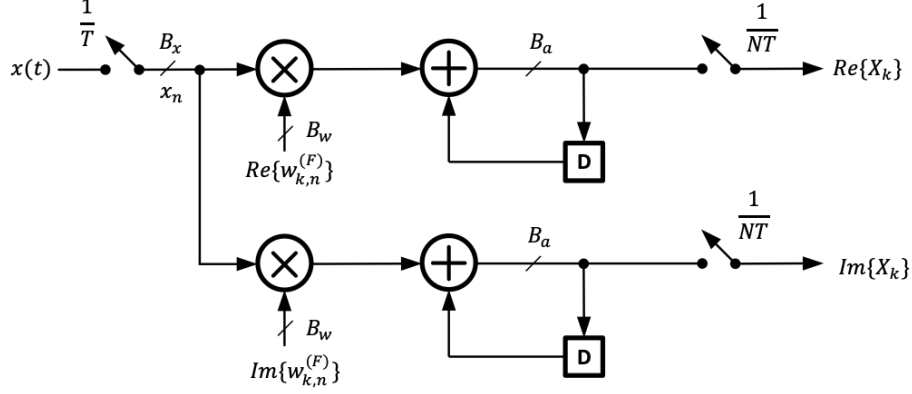 1/T
B_x
B_a
1/NT
x(t)
x_n
Re{X_k}
B_w
D
Re{w_{k,n}^{(F)}}
B_a
1/NT
Im{X_k}
B_w
D
Im{w_{k,n}^{(F)}}